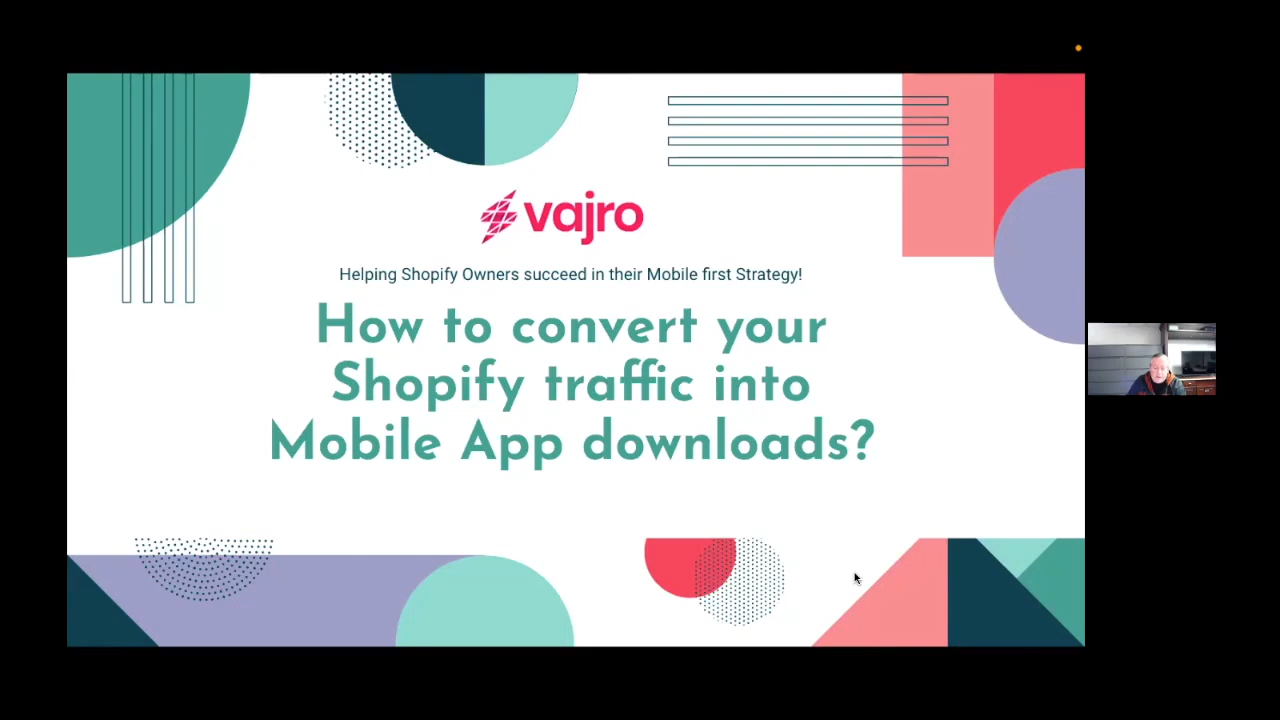 vajro
Helping Shopify Owners succeed in their Mobile first Strategy!
How to convert your
Shopify traffic into
Mobile App downloads?